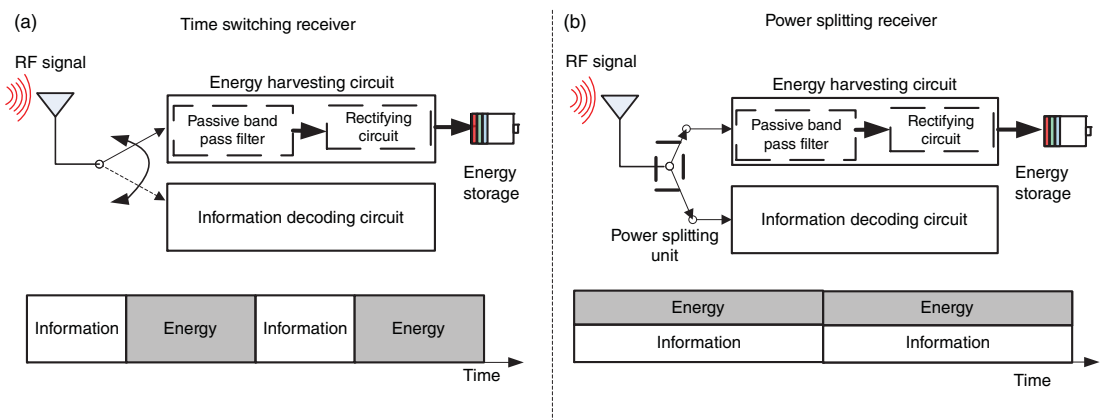 (a)
Time switching receiver
RF signal
Energy harvesting circuit
Passive band
pass filter
Rectifying
circuit
Energy
storage
Information decoding circuit
Information
Energy
Information
Energy
Time
(b)
Power splitting receiver
RF signal
Energy harvesting circuit
Passive band
pass filter
Rectifying
circuit
Energy
storage
Information decoding circuit
Power splitting
unit
Energy
Energy
Information
Information
Time